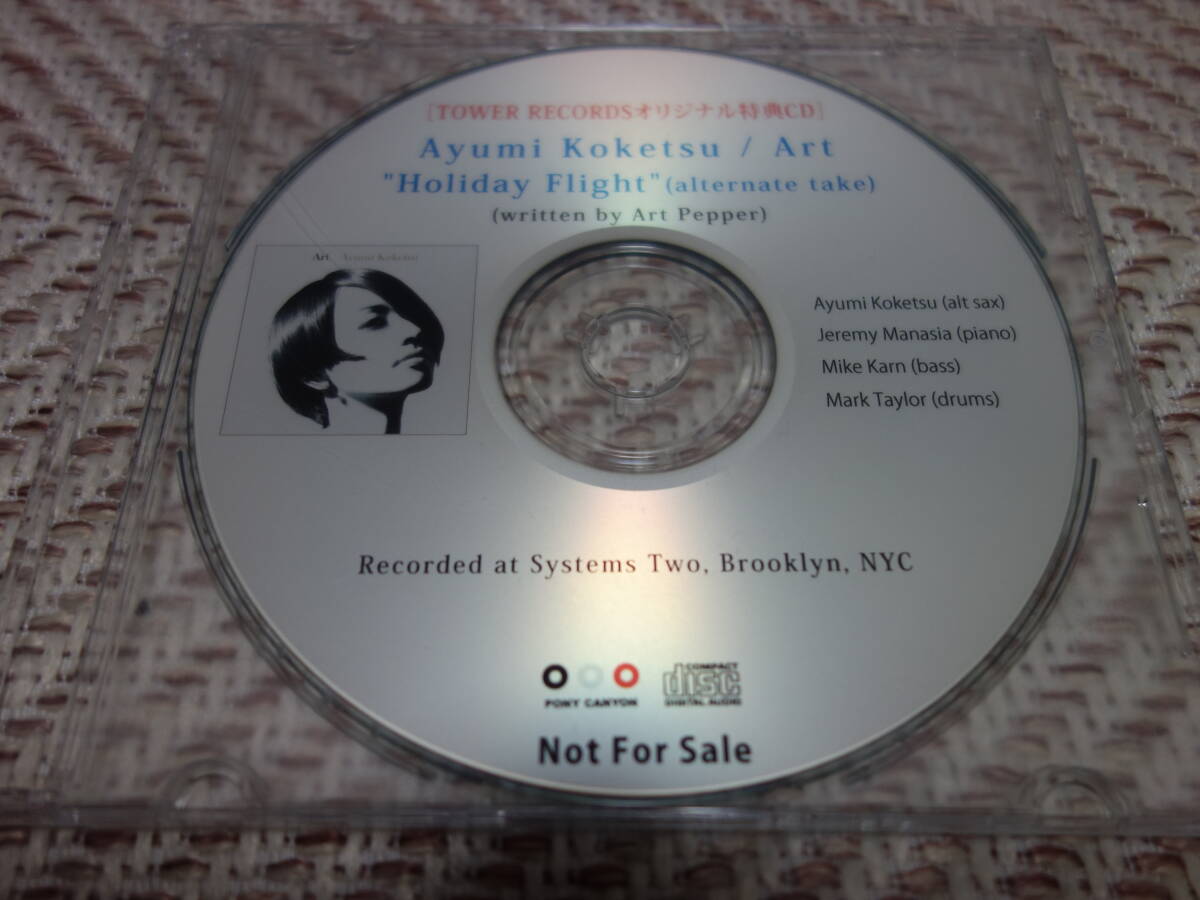 [TOWER RECORDSオリジナル特典CD]
Ayumi Koketsu / Art
"Holiday Flight"(alternate take)
(written by Art Pepper)
Art Ayumi Koketsu
Ayumi Koketsu (alt sax)
Jeremy Manasia (piano)
Mike Karn (bass)
Mark Taylor (drums)
Recorded at Systems Two, Brooklyn, NYC
PONY CANYON
COMPACT
disc
DIGITAL AUDIO
Not For Sale